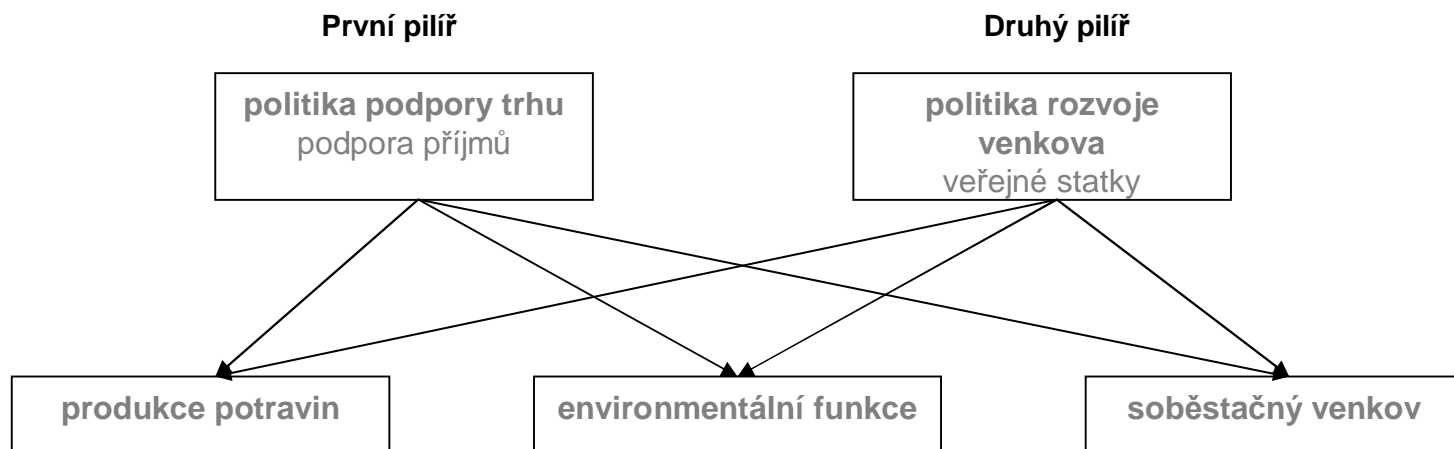 První pilíř
Druhý pilíř
politika podpory trhu
podpora příjmů
politika rozvoje
venkova
veřejné statky
produkce potravin
environmentální funkce
soběstačný venkov